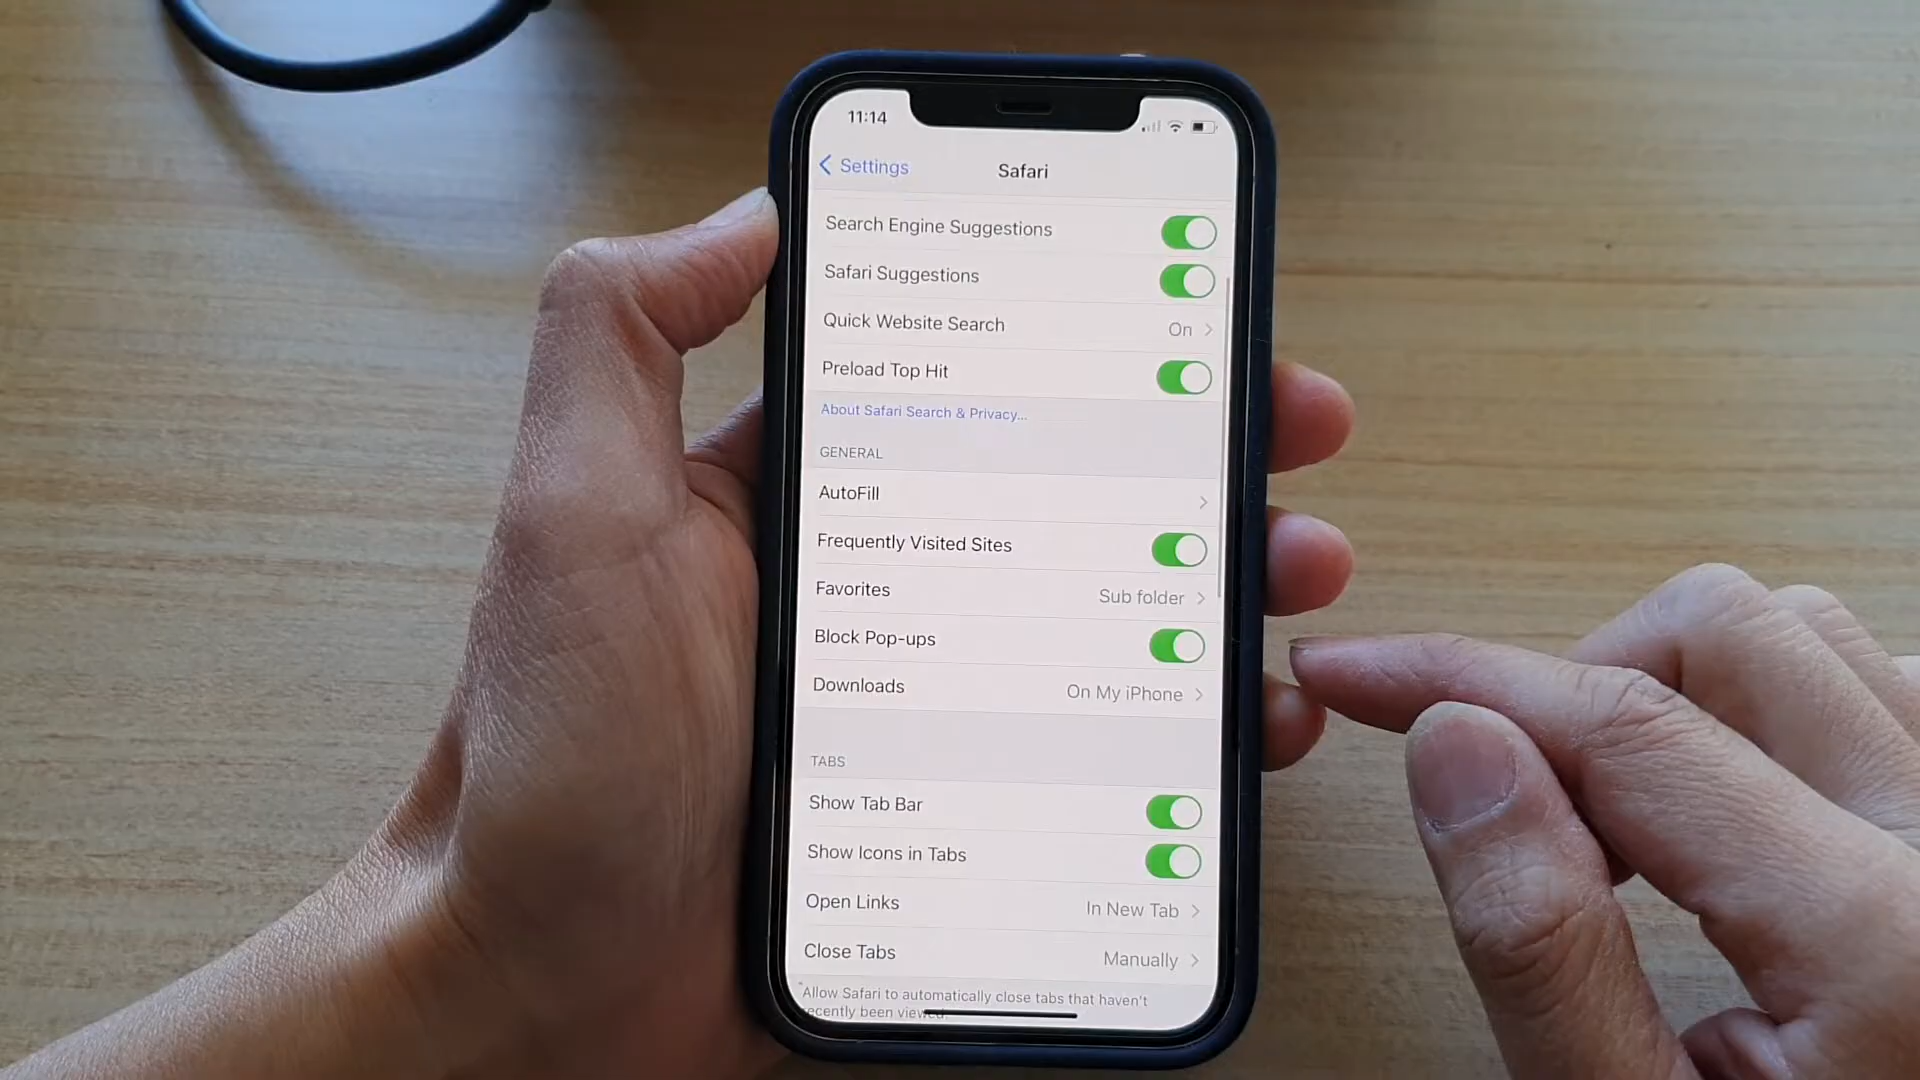 11:14
Settings
Safari
Search Engine Suggestions
Safari Suggestions
Quick Website Search On
Preload Top Hit
About Safari Search & Privacy...
GENERAL
AutoFill
Frequently Visited Sites
Favorites Sub folder
Block Pop-ups
Downloads On My iPhone
TABS
Show Tab Bar
Show Icons in Tabs
Open Links In New Tab
Close Tabs Manually
Allow Safari to automatically close tabs that haven't
recently been viewed.